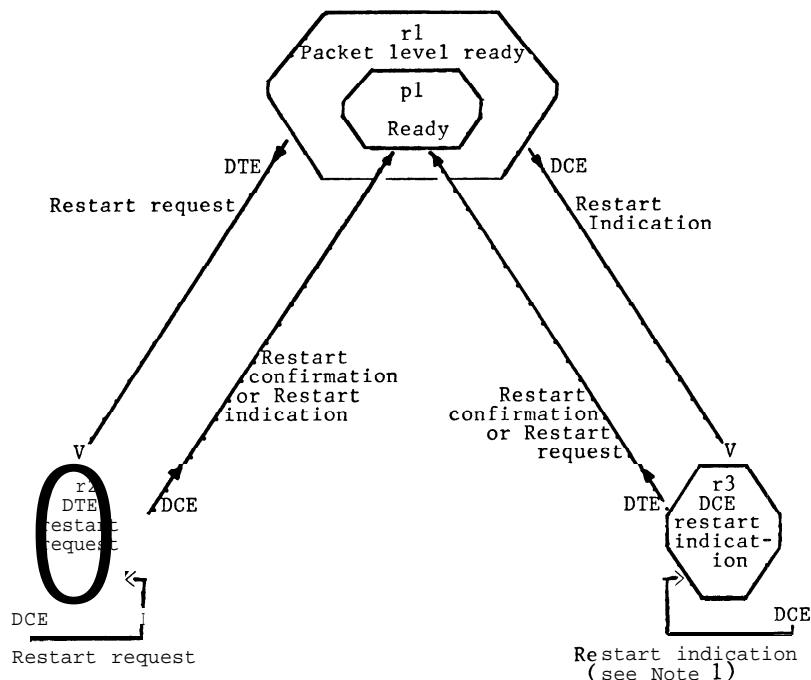 r1
Packet level ready
p1
Ready
DTE
DCE
Restart request
Restart
Indication
Restart
confirmation
or Restart
indication
Restart
confirmation
or Restart
request
V
V
r2
DTE
restart
request
DCE
DTE
r3
DCE
restart
indicat-
ion
DCE
Restart request
DCE
Restart indication
(see Note 1)